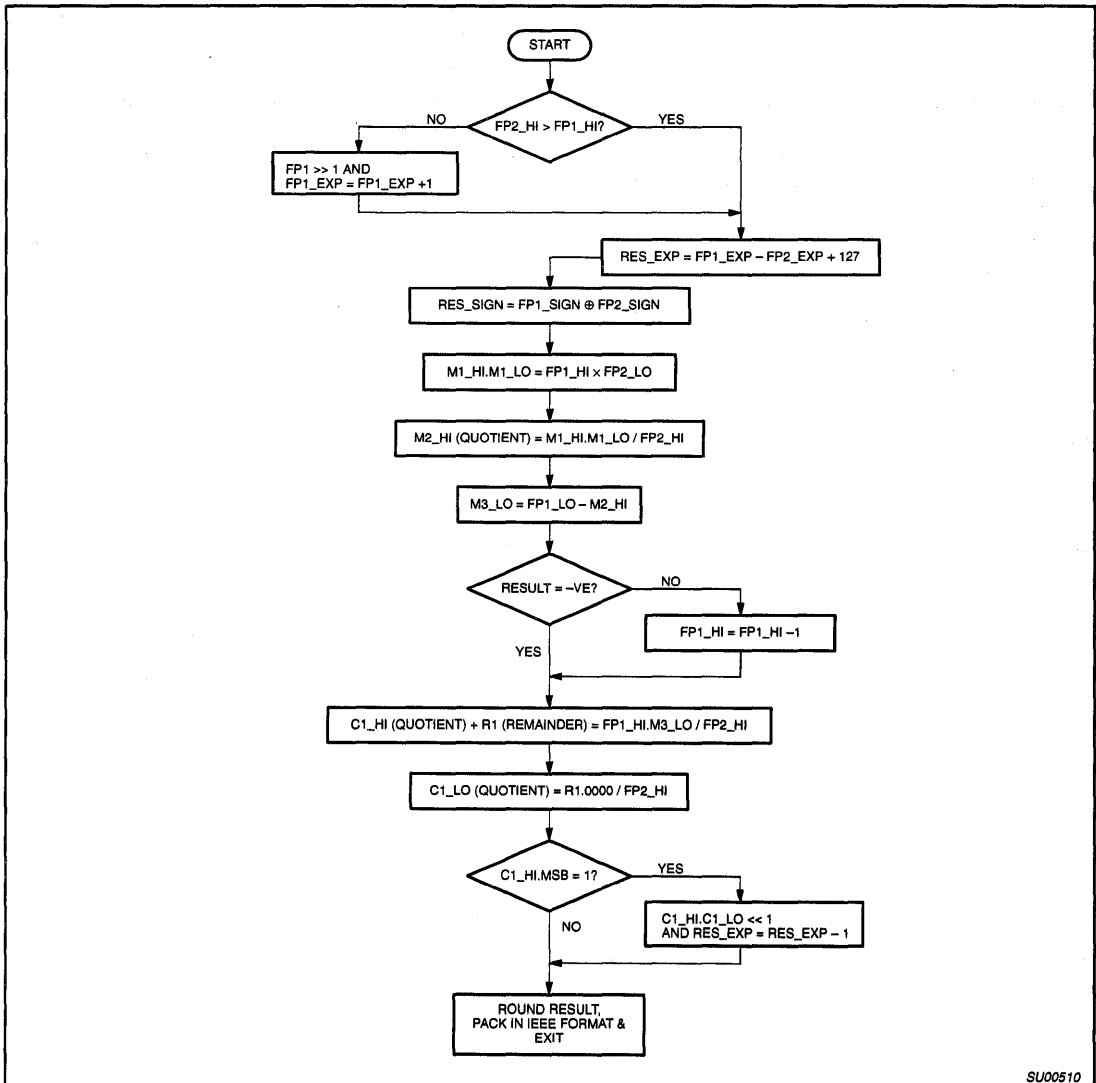 START
FP2_HI > FP1_HI?
NO
YES
FP1 >> 1 AND
FP1_EXP = FP1_EXP +1
RES_EXP = FP1_EXP – FP2_EXP + 127
RES_SIGN = FP1_SIGN ⊕ FP2_SIGN
M1_HI.M1_LO = FP1_HI × FP2_LO
M2_HI (QUOTIENT) = M1_HI.M1_LO / FP2_HI
M3_LO = FP1_LO – M2_HI
RESULT = –VE?
NO
FP1_HI = FP1_HI –1
YES
C1_HI (QUOTIENT) + R1 (REMAINDER) = FP1_HI.M3_LO / FP2_HI
C1_LO (QUOTIENT) = R1.0000 / FP2_HI
C1_HI.MSB = 1?
YES
C1_HI.C1_LO << 1
AND RES_EXP = RES_EXP – 1
NO
ROUND RESULT,
PACK IN IEEE FORMAT &
EXIT
SU00510